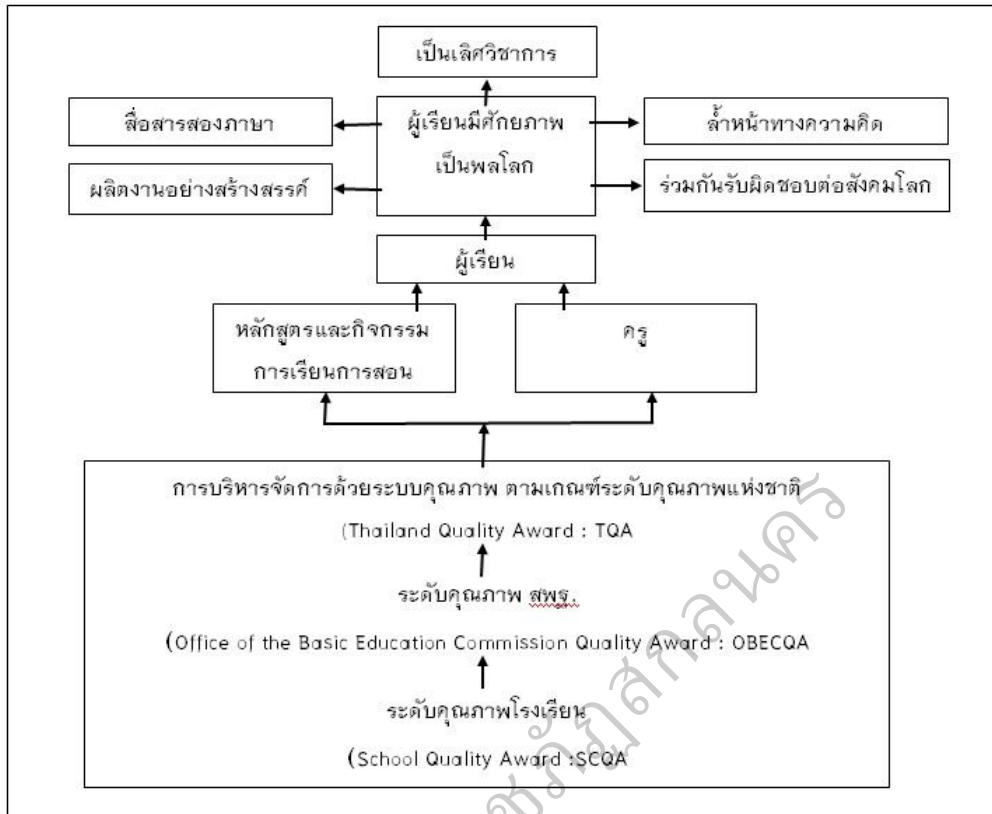 เป็นเลิศวิชาการ
สื่อสารสองภาษา
ผู้เรียนมีศักยภาพ
เป็นพลโลก
ล้ำหน้าทางความคิด
ผลิตงานอย่างสร้างสรรค์
ร่วมกันรับผิดชอบต่อสังคมโลก
ผู้เรียน
หลักสูตรและกิจกรรม
การเรียนการสอน
ครู
การบริหารจัดการด้วยระบบคุณภาพ ตามเกณฑ์ระดับคุณภาพแห่งชาติ
(Thailand Quality Award : TQA
ระดับคุณภาพ สพฐ.
(Office of the Basic Education Commission Quality Award : OBECQA
ระดับคุณภาพโรงเรียน
(School Quality Award :SCQA
ชภัฏสกลนคร